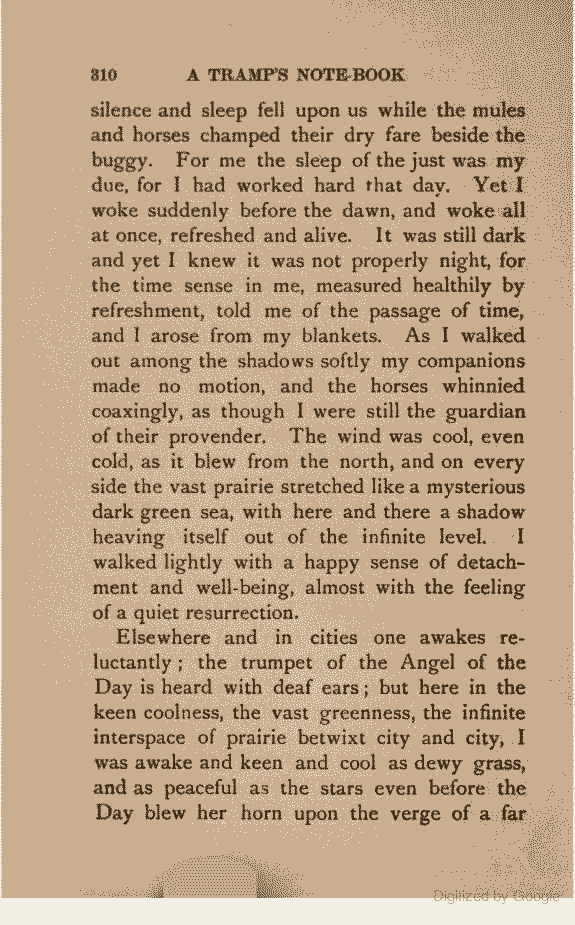 310 A TRAMP'S NOTE-BOOK
silence and sleep fell upon us while the mules
and horses champed their dry fare beside the
buggy. For me the sleep of the just was my
due, for I had worked hard that day. Yet I
woke suddenly before the dawn, and woke all
at once, refreshed and alive. It was still dark
and yet I knew it was not properly night, for
the time sense in me, measured healthily by
refreshment, told me of the passage of time,
and I arose from my blankets. As I walked
out among the shadows softly my companions
made no motion, and the horses whinnied
coaxingly, as though I were still the guardian
of their provender. The wind was cool, even
cold, as it blew from the north, and on every
side the vast prairie stretched like a mysterious
dark green sea, with here and there a shadow
heaving itself out of the infinite level. I
walked lightly with a happy sense of detach-
ment and well-being, almost with the feeling
of a quiet resurrection.
Elsewhere and in cities one awakes re-
luctantly; the trumpet of the Angel of the
Day is heard with deaf ears; but here in the
keen coolness, the vast greenness, the infinite
interspace of prairie betwixt city and city, I
was awake and keen and cool as dewy grass,
and as peaceful as the stars even before the
Day blew her horn upon the verge of a far
Digitized by Google